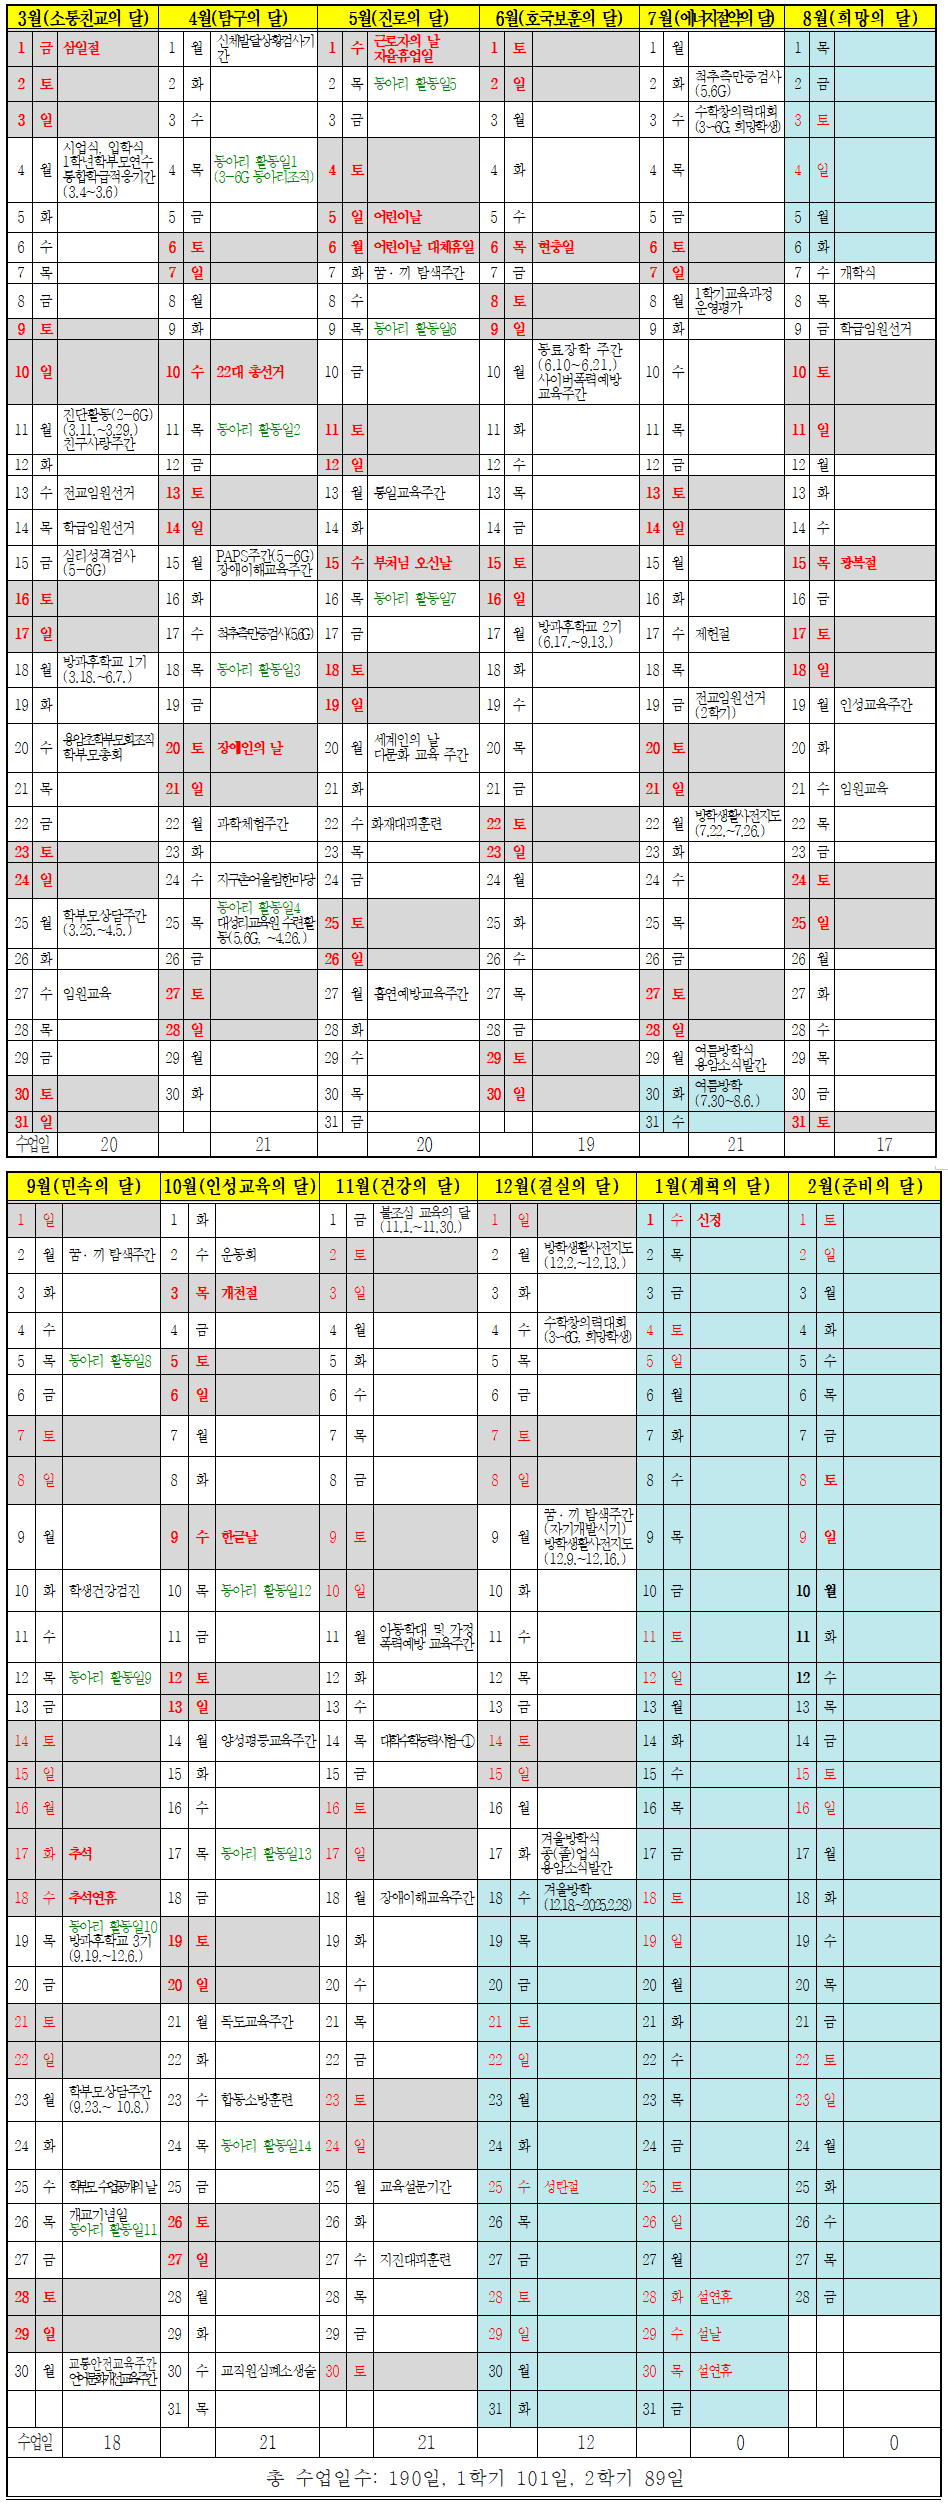 3월(소통친교의 달) 4월(탐구의 달) 5월(진로의 달) 6월(호국보훈의 달) 7월(에너지절약의 달) 8월(희망의 달)
1 금 삼일절 1 월 신체발달상황검사기간 1 수 근로자의 날 자율휴업일 1 토 1 월 1 목
2 토 2 화 2 목 동아리 활동일5 2 일 2 화 척추측만증검사(5,6G) 2 금
3 일 3 수 3 금 3 월 3 수 수학창의력대회(3~6G, 희망학생) 3 토
4 월 시업식, 입학식 1학년학부모연수 통합학급적응기간(3.4~3.6) 4 목 동아리 활동일1 (3-6G 동아리조직) 4 토 4 화 4 목 4 일
5 화 5 금 5 일 어린이날 5 수 5 금 5 월
6 수 6 토 6 월 어린이날 대체휴일 6 목 현충일 6 토 6 화
7 목 7 일 7 화 꿈·끼 탐색주간 7 금 7 일 7 수 개학식
8 금 8 월 8 수 8 토 8 월 1학기교육과정 운영평가 8 목
9 토 9 화 9 목 동아리 활동일6 9 일 9 화 9 금 학급임원선거
10 일 10 수 22대 총선거 10 금 10 월 동료장학 주간(6.10~6.21.) 사이버폭력예방 교육주간 10 수 10 토
11 월 진단활동(2-6G) (3.11.~3.29.) 친구사랑주간 11 목 동아리 활동일2 11 토 11 화 11 목 11 일
12 화 12 금 12 일 12 수 12 금 12 월
13 수 전교임원선거 13 토 13 월 통일교육주간 13 목 13 토 13 화
14 목 학급임원선거 14 일 14 화 14 금 14 일 14 수
15 금 심리성격검사(5-6G) 15 월 PAPS주간(5-6G) 장애이해교육주간 15 수 부처님 오신날 15 토 15 월 15 목 광복절
16 토 16 화 16 목 동아리 활동일7 16 일 16 화 16 금
17 일 17 수 척추측만증검사(5,6G) 17 금 17 월 방과후학교 2기(6.17.~9.13.) 17 수 제헌절 17 토
18 월 방과후학교 1기(3.18.~6.7.) 18 목 동아리 활동일3 18 토 18 화 18 목 18 일
19 화 19 금 19 일 19 수 19 금 전교임원선거(2학기) 19 월 인성교육주간
20 수 용암초학부모회조직 학부모총회 20 토 장애인의 날 20 월 세계인의 날 다문화 교육 주간 20 목 20 토 20 화
21 목 21 일 21 화 21 금 21 일 21 수 임원교육
22 금 22 월 과학체험주간 22 수 화재대피훈련 22 토 22 월 방학생활사전지도(7.22.~7.26.) 22 목
23 토 23 화 23 목 23 일 23 화 23 금
24 일 24 수 지구촌어울림한마당 24 금 24 월 24 수 24 토
25 월 학부모상담주간(3.25.~4.5.) 25 목 동아리 활동일4 대성리교육원 수련활동(5,6G, ~4.26.) 25 토 25 화 25 목 25 일
26 화 26 금 26 일 26 수 26 금 26 월
27 수 임원교육 27 토 27 월 흡연예방교육주간 27 목 27 토 27 화
28 목 28 일 28 화 28 금 28 일 28 수
29 금 29 월 29 수 29 토 29 월 여름방학식 용암소식발간 29 목
30 토 30 화 30 목 30 일 30 화 여름방학(7.30~8.6.) 30 금
31 일 31 금 31 수 31 토
수업일 20 21 20 19 21 17
9월(민속의 달) 10월(인성교육의 달) 11월(건강의 달) 12월(결실의 달) 1월(계획의 달) 2월(준비의 달)
1 일 1 화 1 금 불조심 교육의 달(11.1.~11.30.) 1 일 1 수 신정 1 토
2 월 꿈·끼 탐색주간 2 수 운동회 2 토 2 월 방학생활사전지도(12.2.~12.13.) 2 목 2 일
3 화 3 목 개천절 3 일 3 화 3 금 3 월
4 수 4 금 4 월 4 수 수학창의력대회(3~6G, 희망학생) 4 토 4 화
5 목 동아리 활동일8 5 토 5 화 5 목 5 일 5 수
6 금 6 일 6 수 6 금 6 월 6 목
7 토 7 월 7 목 7 토 7 화 7 금
8 일 8 화 8 금 8 일 8 수 8 토
9 월 9 수 한글날 9 토 9 월 꿈·끼 탐색주간(자기개발시기) 방학생활사전지도(12.9.~12.16.) 9 목 9 일
10 화 학생건강검진 10 목 동아리 활동일12 10 일 10 화 10 금 10 월
11 수 11 금 11 월 아동학대 및 가정폭력예방 교육주간 11 수 11 토 11 화
12 목 동아리 활동일9 12 토 12 화 12 목 12 일 12 수
13 금 13 일 13 수 13 금 13 월 13 목
14 토 14 월 양성평등교육주간 14 목 대학수학능력시험-① 14 토 14 화 14 금
15 일 15 화 15 금 15 일 15 수 15 토
16 월 16 수 16 토 16 월 16 목 16 일
17 화 추석 17 목 동아리 활동일13 17 일 17 화 겨울방학식 종(졸)업식 용암소식발간 17 금 17 월
18 수 추석연휴 18 금 18 월 장애이해교육주간 18 수 겨울방학(12.18.~2025.2.28) 18 토 18 화
19 목 동아리 활동일10 방과후학교 3기(9.19.~12.6.) 19 토 19 화 19 목 19 일 19 수
20 금 20 일 20 수 20 금 20 월 20 목
21 토 21 월 독도교육주간 21 목 21 토 21 화 21 금
22 일 22 화 22 금 22 일 22 수 22 토
23 월 학부모상담주간(9.23.~ 10.8.) 23 수 합동소방훈련 23 토 23 월 23 목 23 일
24 화 24 목 동아리 활동일14 24 일 24 화 24 금 24 월
25 수 학부모수업공개의 날 25 금 25 월 교육설문기간 25 수 성탄절 25 토 25 화
26 목 개교기념일 동아리 활동일11 26 토 26 화 26 목 26 일 26 수
27 금 27 일 27 수 지진대피훈련 27 금 27 월 27 목
28 토 28 월 28 목 28 토 28 화 설연휴 28 금
29 일 29 화 29 금 29 일 29 수 설날
30 월 교통안전교육주간 언어문화개선교육주간 30 수 교직원심폐소생술 30 토 30 월 30 목 설연휴
31 목 31 화 31 금
수업일 18 21 21 12 0 0
총 수업일수: 190일, 1학기 101일, 2학기 89일